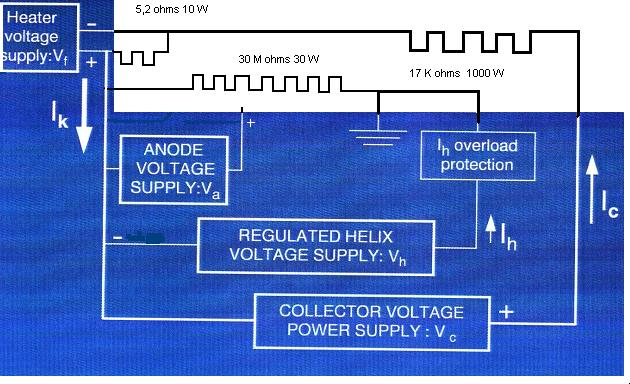 5,2 ohms 10 W
Heater
voltage
supply:Vf
−
+
30 M ohms 30 W
17 K ohms 1000 W
Ik
+
ANODE
VOLTAGE
SUPPLY:Va
Ih overload
protection
Ic
−
REGULATED HELIX
VOLTAGE SUPPLY: Vh
Ih
COLLECTOR VOLTAGE
POWER SUPPLY : Vc
+